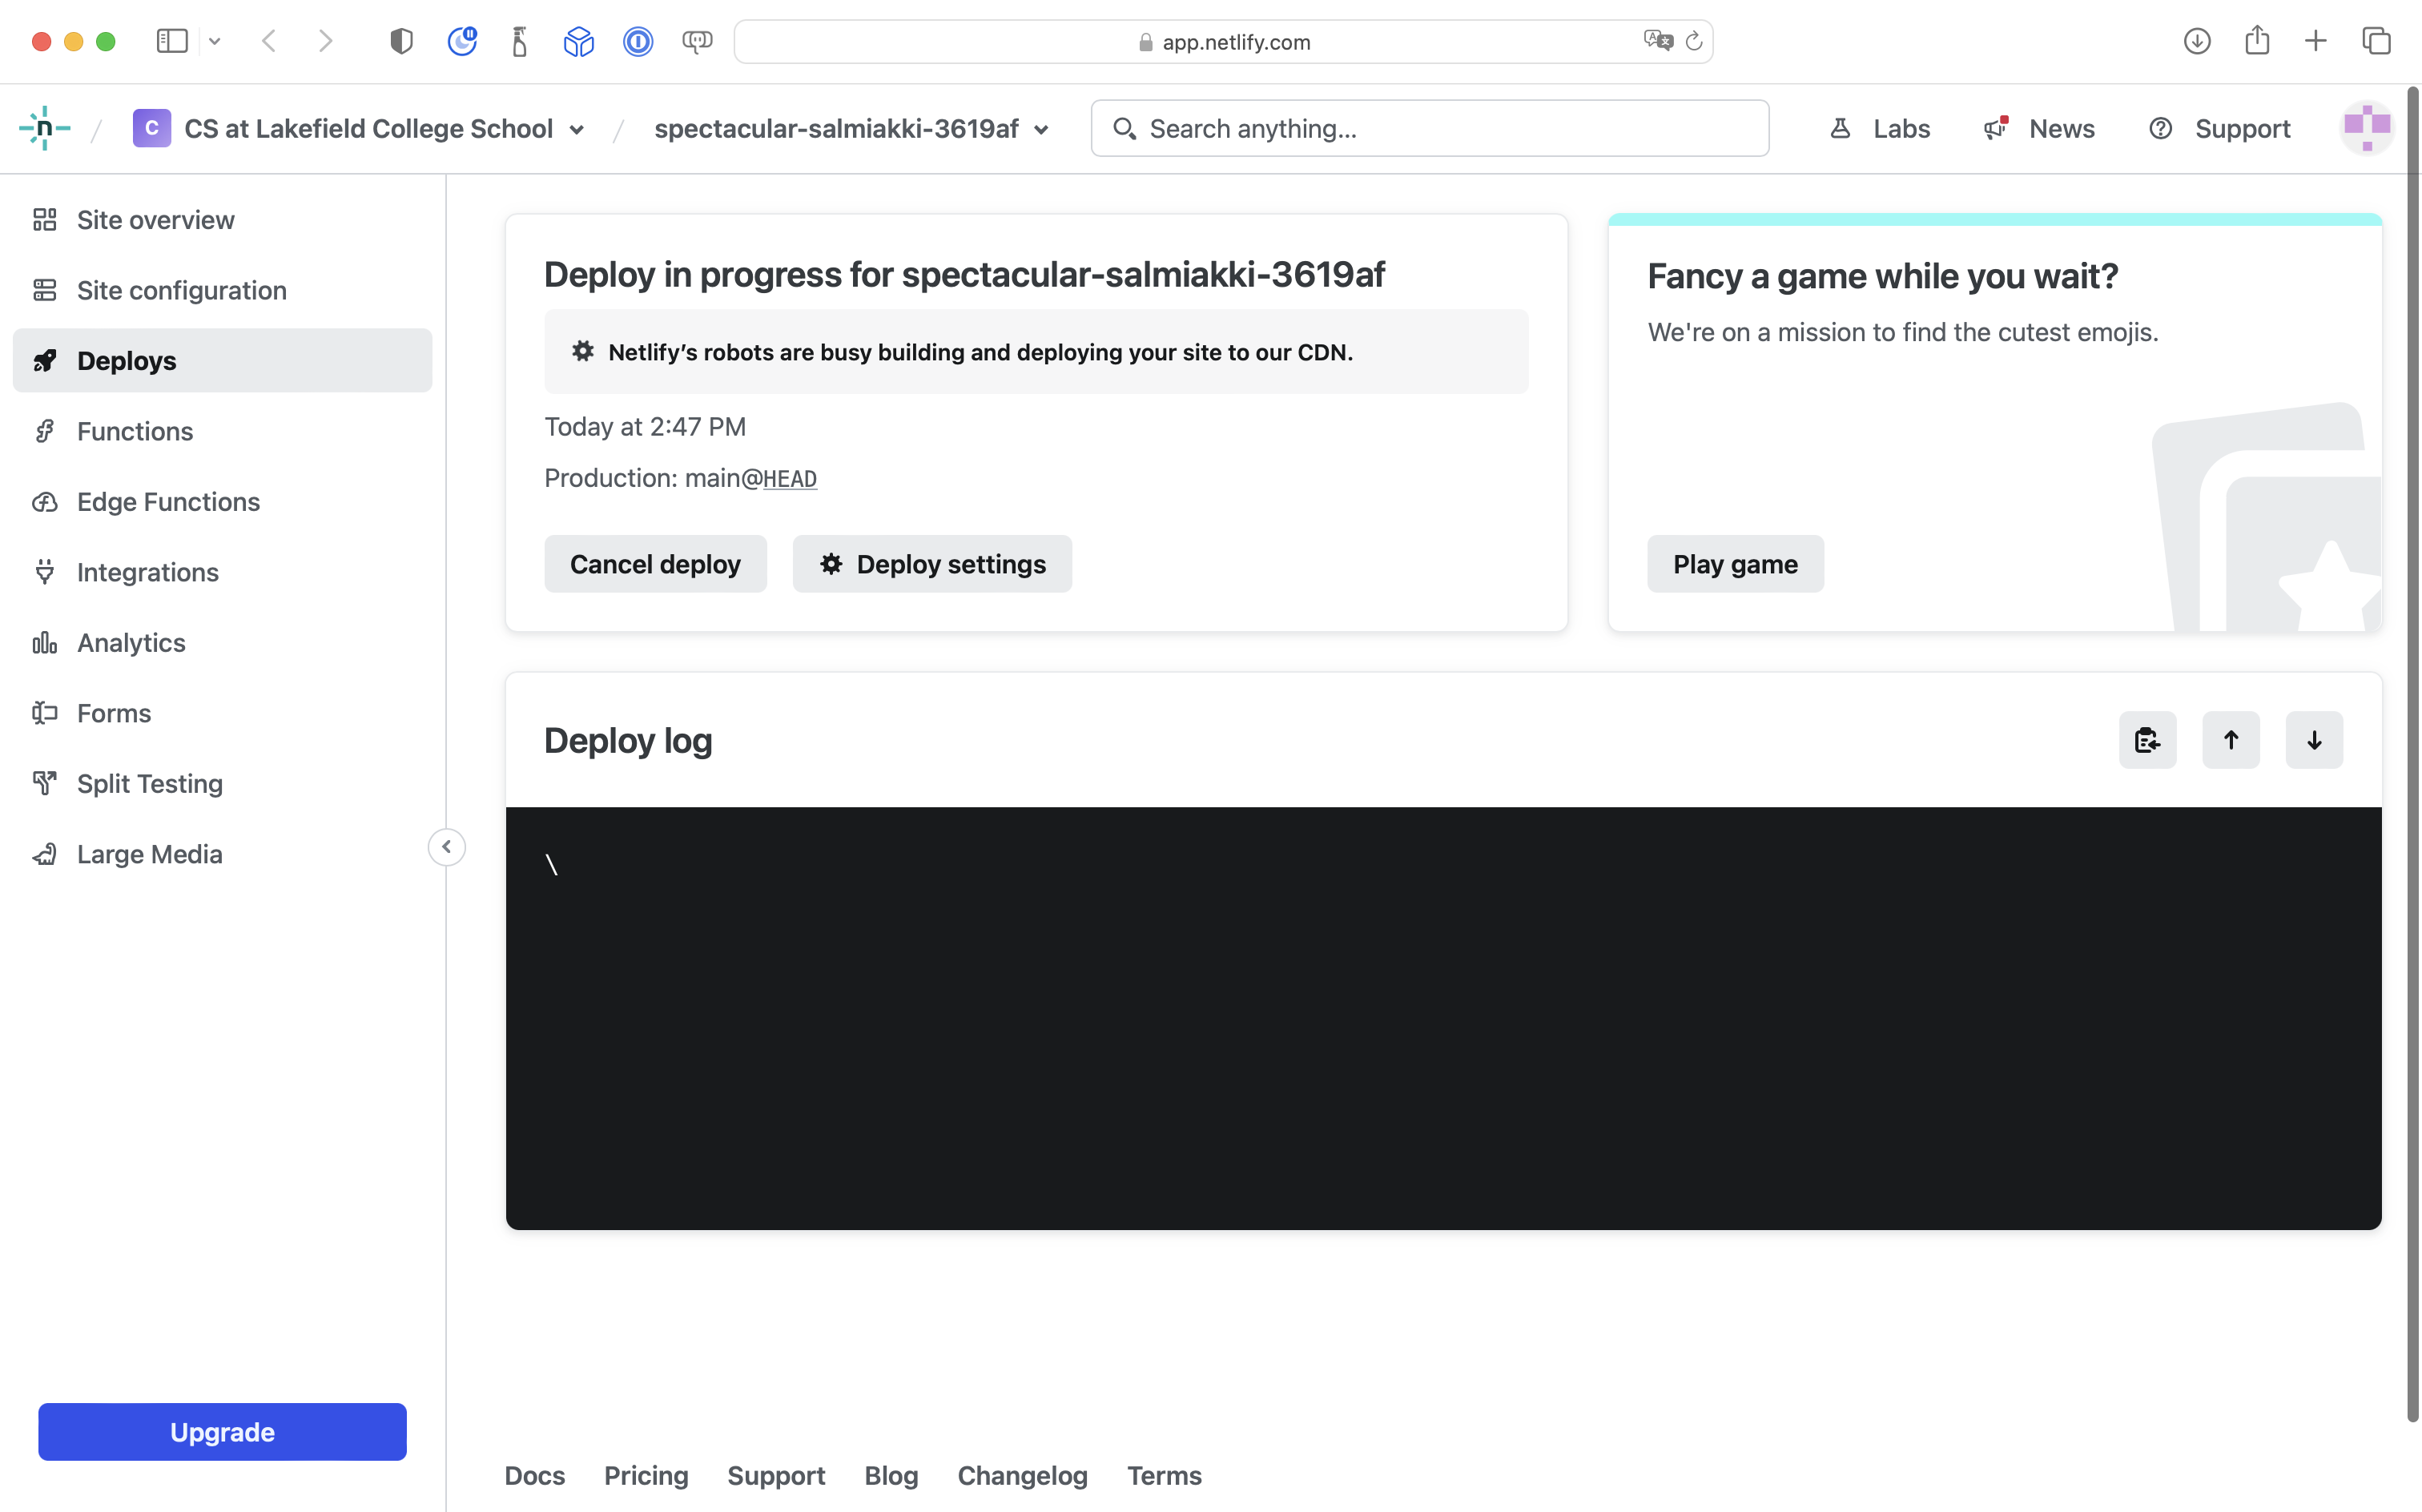 app.netlify.com
n
C
CS at Lakefield College School
spectacular-salmiakki-3619af
Search anything...
Labs
News
Support
Site overview
Site configuration
Deploys
Functions
Edge Functions
Integrations
Analytics
Forms
Split Testing
Large Media
Upgrade
Deploy in progress for spectacular-salmiakki-3619af
Netlify’s robots are busy building and deploying your site to our CDN.
Today at 2:47 PM
Production: main@HEAD
Cancel deploy
Deploy settings
Fancy a game while you wait?
We're on a mission to find the cutest emojis.
Play game
Deploy log
\
Docs Pricing Support Blog Changelog Terms